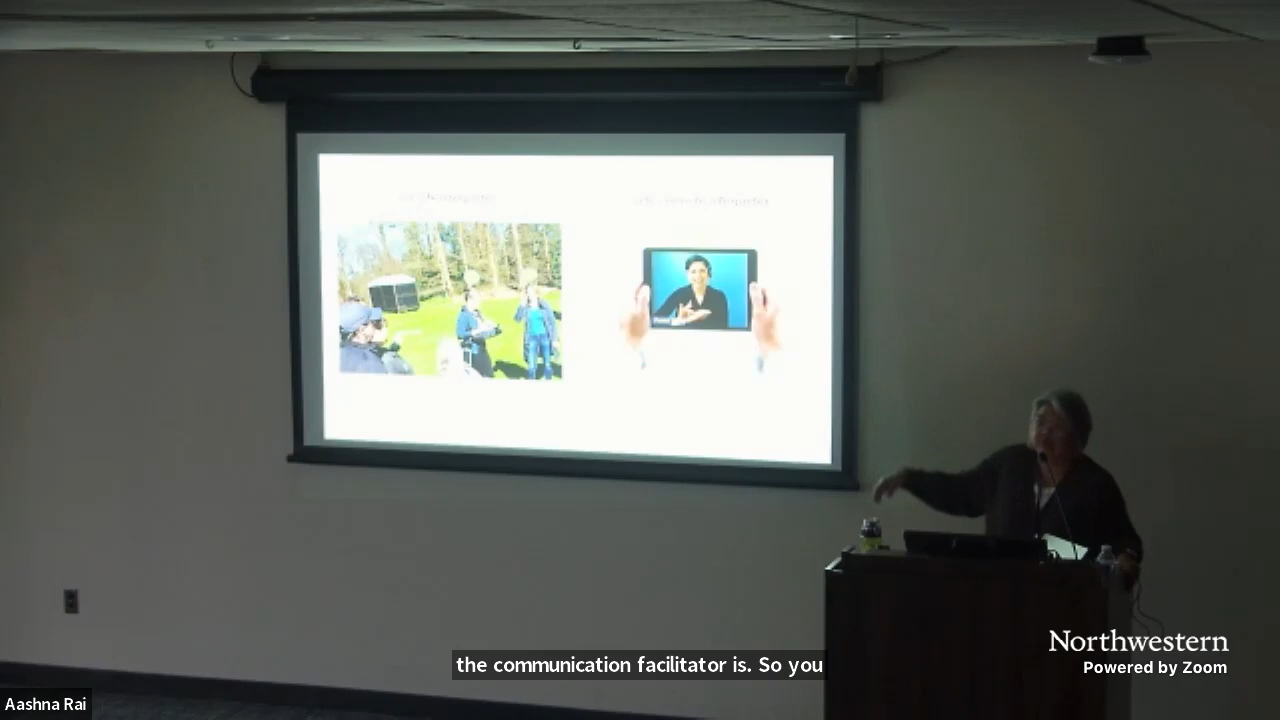 the communication facilitator is. So you
Northwestern
Powered by Zoom
Aashna Rai